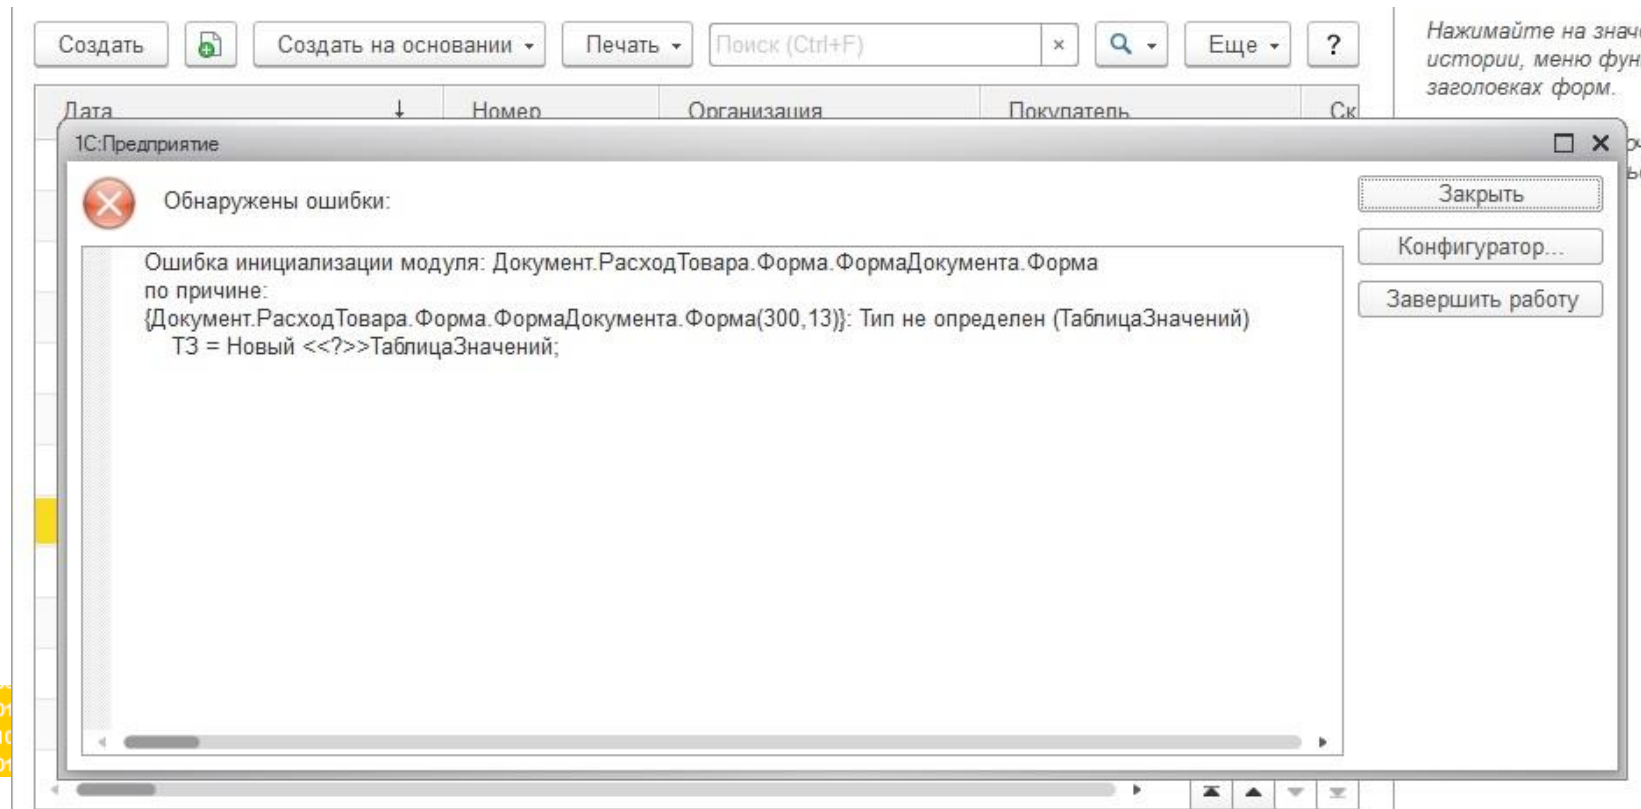 Создать
Создать на основании
Печать
Поиск (Ctrl+F)
×
Еще
?
Нажимайте на
истории, меню
заголовках форм.
Дата ↓ Номер Организация Покупатель
1С:Предприятие
Обнаружены ошибки:
Закрыть
Конфигуратор...
Завершить работу
Ошибка инициализации модуля: Документ.РасходТовара.Форма.ФормаДокумента.Форма
по причине:
{Документ.РасходТовара.Форма.ФормаДокумента.Форма(300,13)}: Тип не определен (ТаблицаЗначений)
ТЗ = Новый <<?>>ТаблицаЗначений;